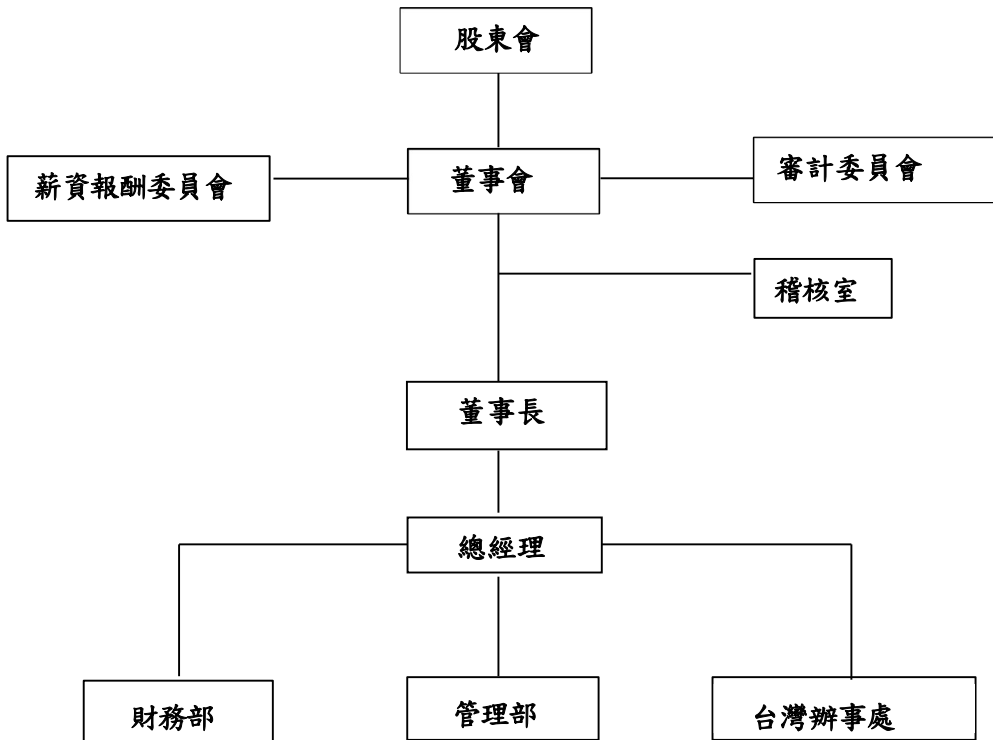 股東會
薪資報酬委員會
董事會
審計委員會
稽核室
董事長
總經理
財務部
管理部
台灣辦事處